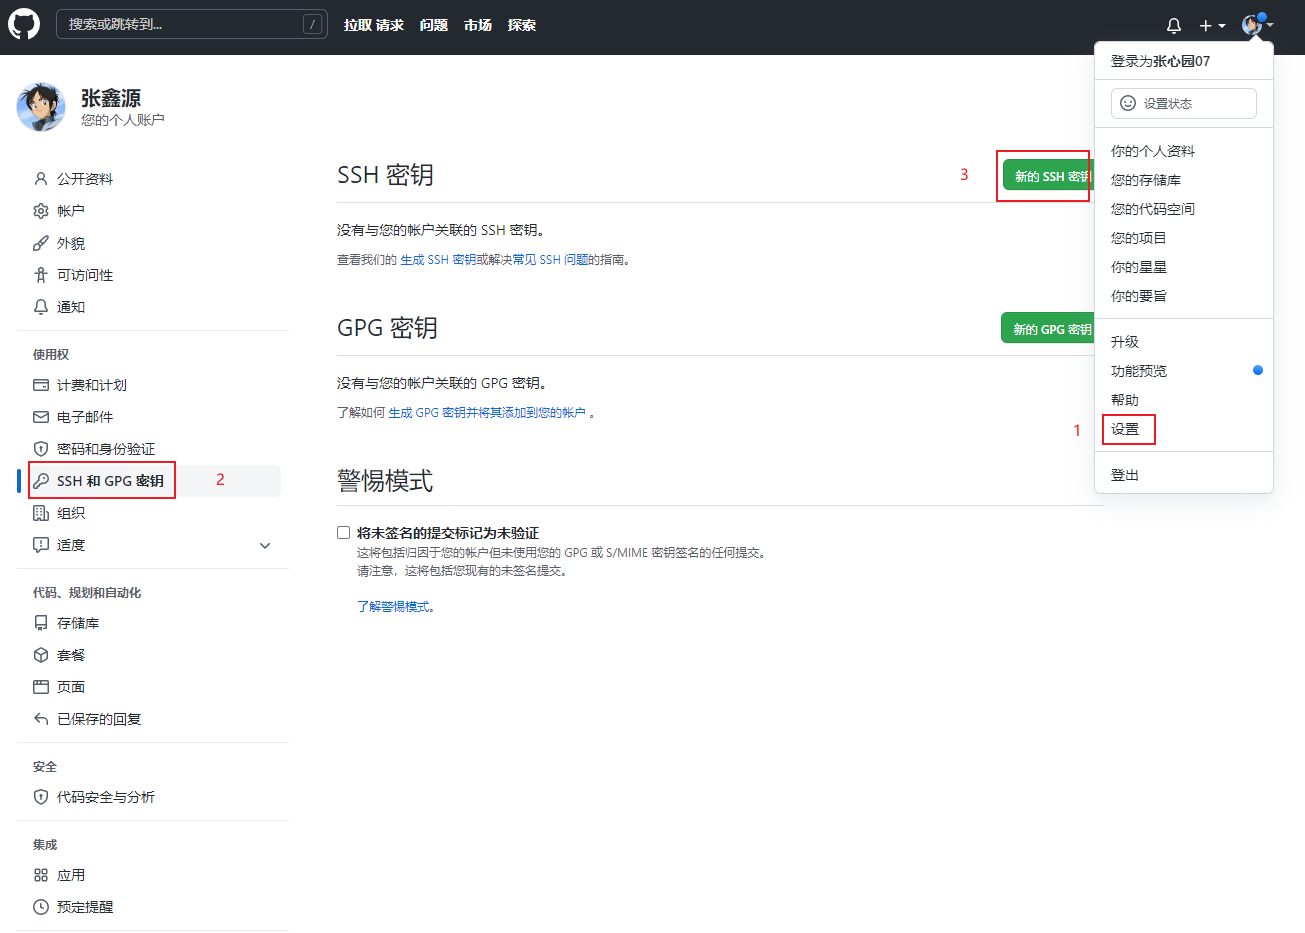 搜索或跳转到...
/
拉取 请求 问题 市场 探索
登录为张心园07
设置状态
你的个人资料
您的存储库
您的代码空间
您的项目
你的星星
你的要旨
升级
功能预览
帮助
1
设置
登出
张鑫源
您的个人账户
公开资料
帐户
外貌
可访问性
通知
使用权
计费和计划
电子邮件
密码和身份验证
SSH 和 GPG 密钥
2
组织
适度
代码、规划和自动化
存储库
套餐
页面
已保存的回复
安全
代码安全与分析
集成
应用
预定提醒
SSH 密钥
3
新的 SSH 密钥
没有与您的帐户关联的 SSH 密钥。
查看我们的 生成 SSH 密钥或解决常见 SSH 问题的指南。
GPG 密钥
新的 GPG 密钥
没有与您的帐户关联的 GPG 密钥。
了解如何 生成 GPG 密钥并将其添加到您的帐户 。
警惕模式
将未签名的提交标记为未验证
这将包括归因于您的帐户但未使用您的 GPG 或 S/MIME 密钥签名的任何提交。
请注意，这将包括您现有的未签名提交。
了解警惕模式。